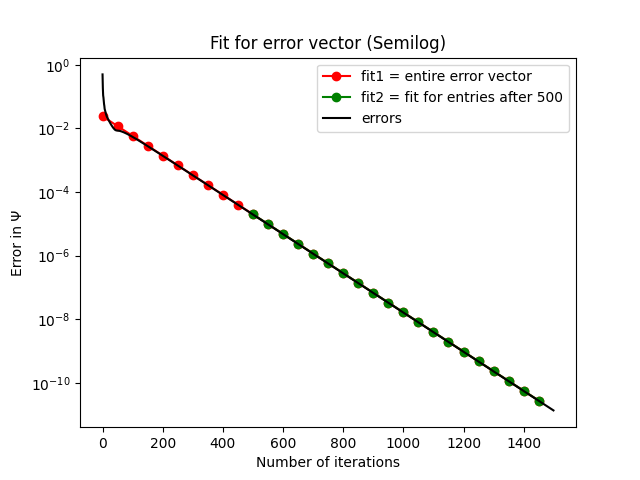 Fit for error vector (Semilog)
fit1 = entire error vector
fit2 = fit for entries after 500
errors
10⁰
10⁻²
10⁻⁴
10⁻⁶
10⁻⁸
10⁻¹⁰
Error in Ψ
0 200 400 600 800 1000 1200 1400
Number of iterations